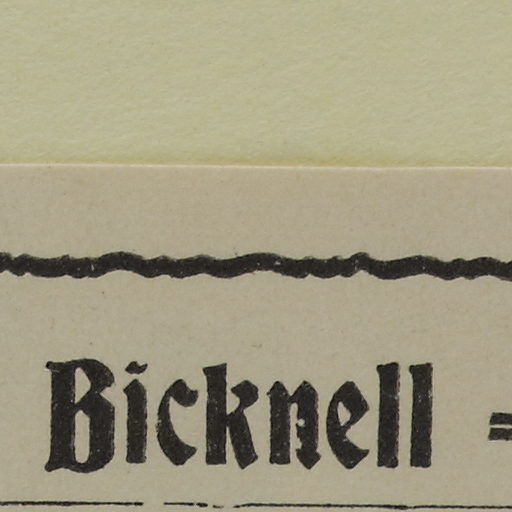 Bicknell =